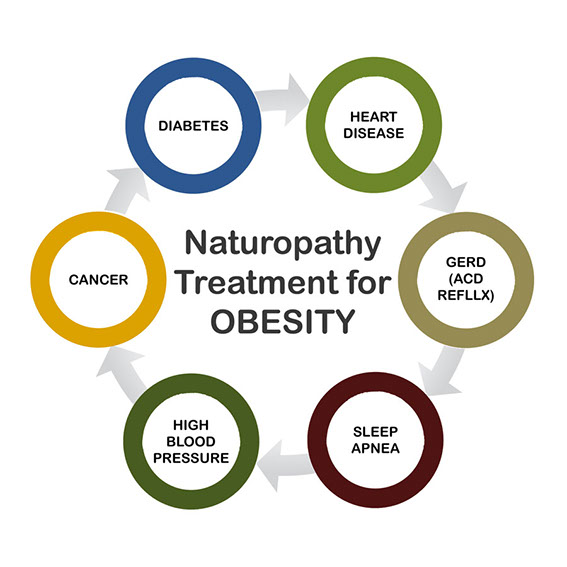 Naturopathy
Treatment for
OBESITY
DIABETES
HEART
DISEASE
GERD
(ACD
REFLLX)
SLEEP
APNEA
HIGH
BLOOD
PRESSURE
CANCER